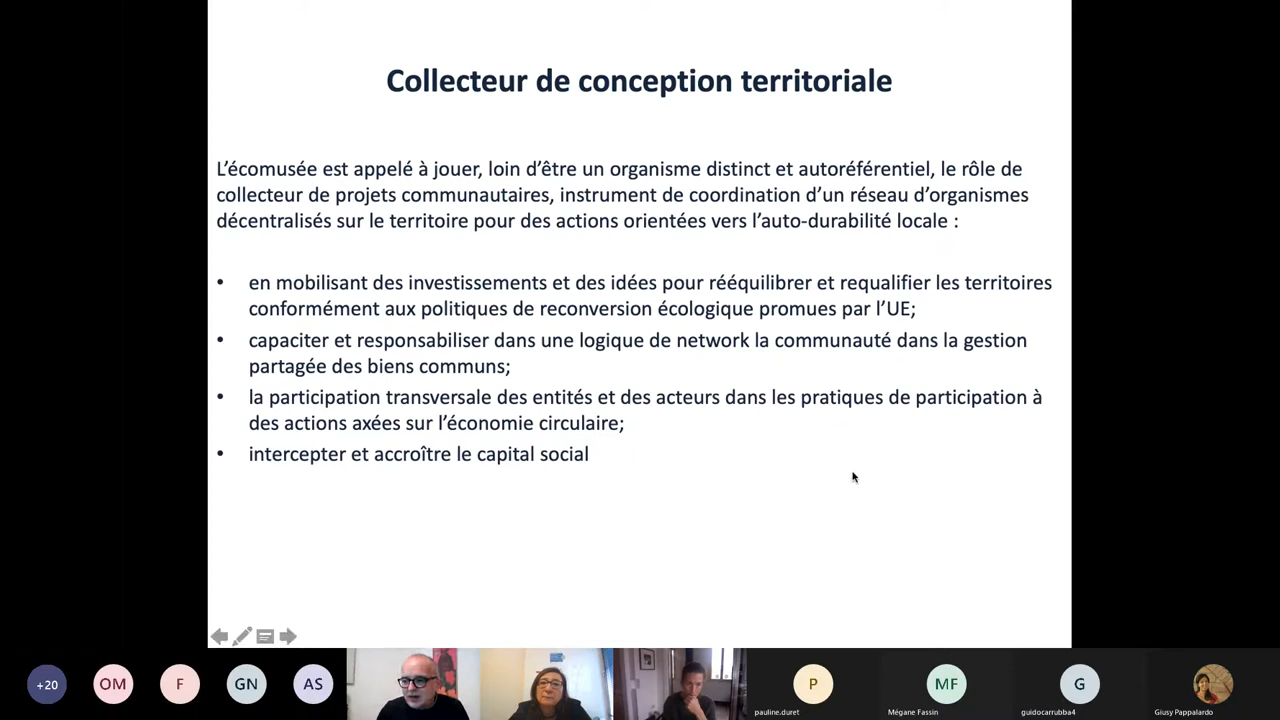 Collecteur de conception territoriale
L’écomusée est appelé à jouer, loin d’être un organisme distinct et autoréférentiel, le rôle de
collecteur de projets communautaires, instrument de coordination d’un réseau d’organismes
décentralisés sur le territoire pour des actions orientées vers l’auto-durabilité locale :
• en mobilisant des investissements et des idées pour rééquilibrer et requalifier les territoires
conformément aux politiques de reconversion écologique promues par l’UE;
• capaciter et responsabiliser dans une logique de network la communauté dans la gestion
partagée des biens communs;
• la participation transversale des entités et des acteurs dans les pratiques de participation à
des actions axées sur l’économie circulaire;
• intercepter et accroître le capital social
+20 OM F GN AS P MF G
pauline.duret Mégane Fassin guidocarrubba4 Giusy Pappalardo